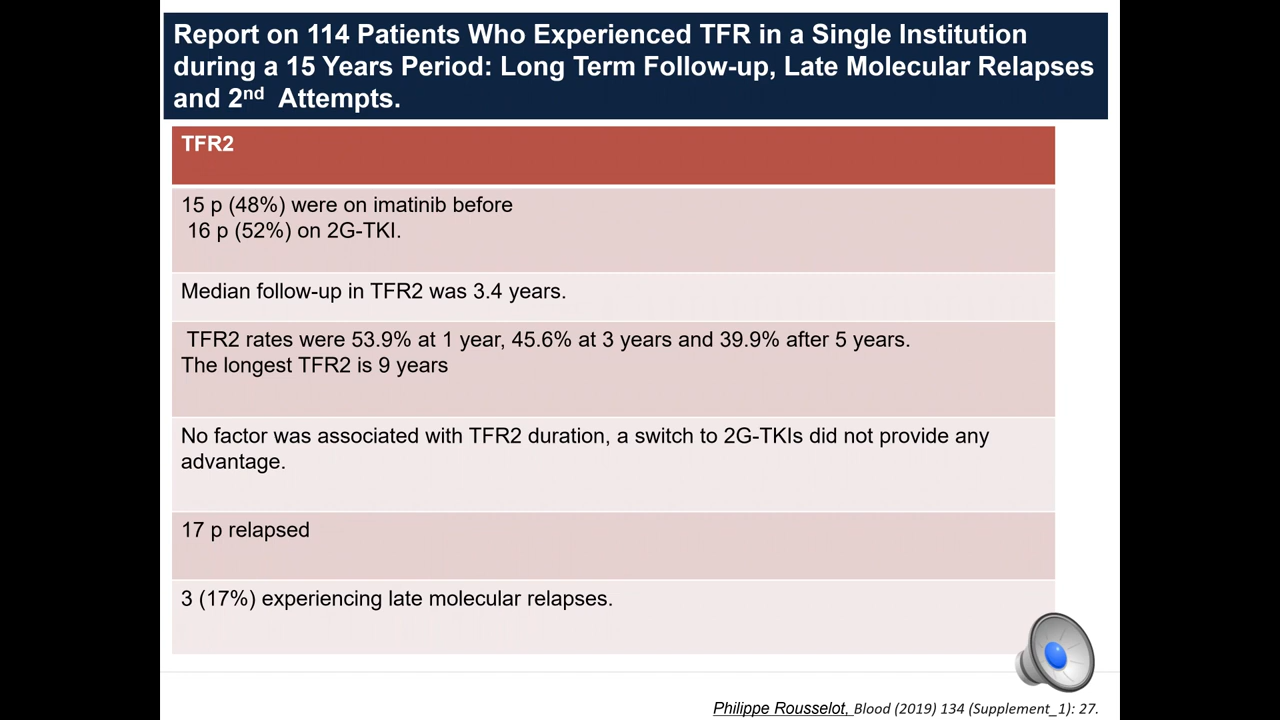 Report on 114 Patients Who Experienced TFR in a Single Institution
during a 15 Years Period: Long Term Follow-up, Late Molecular Relapses
and 2nd Attempts.
TFR2
15 p (48%) were on imatinib before
16 p (52%) on 2G-TKI.
Median follow-up in TFR2 was 3.4 years.
TFR2 rates were 53.9% at 1 year, 45.6% at 3 years and 39.9% after 5 years.
The longest TFR2 is 9 years
No factor was associated with TFR2 duration, a switch to 2G-TKIs did not provide any
advantage.
17 p relapsed
3 (17%) experiencing late molecular relapses.
Philippe Rousselot, Blood (2019) 134 (Supplement_1): 27.